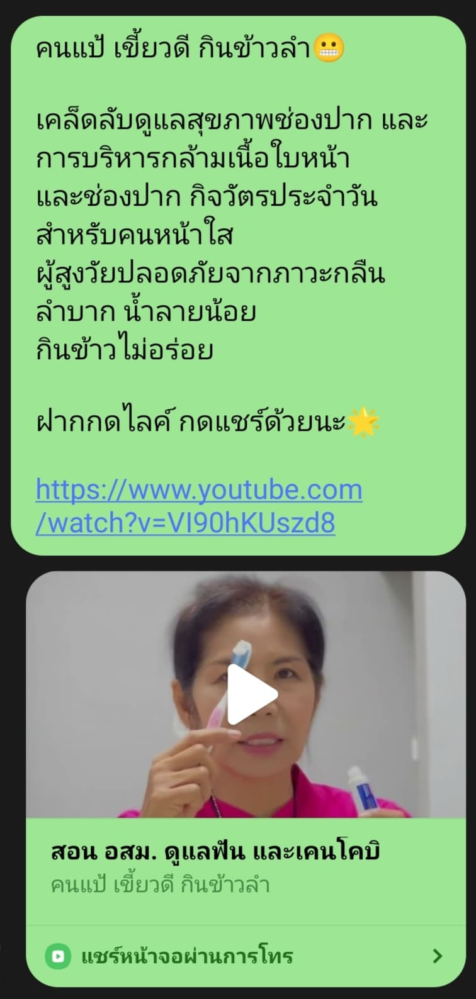 คนแป้ เขี้ยวดี กินข้าวลำ😬
เคล็ดลับดูแลสุขภาพช่องปาก และ
การบริหารกล้ามเนื้อใบหน้า
และช่องปาก กิจวัตรประจำวัน
สำหรับคนหน้าใส
ผู้สูงวัยปลอดภัยจากภาวะกลืน
ลำบาก น้ำลายน้อย
กินข้าวไม่อร่อย
ฝากกดไลค์ กดแชร์ด้วยนะ🌟
https://www.youtube.com
/watch?v=VI90hKUszd8
สอน อสม. ดูแลฟัน และเคนโคบิ
คนแป้ เขี้ยวดี กินข้าวลำ
แชร์หน้าจอผ่านการโทร